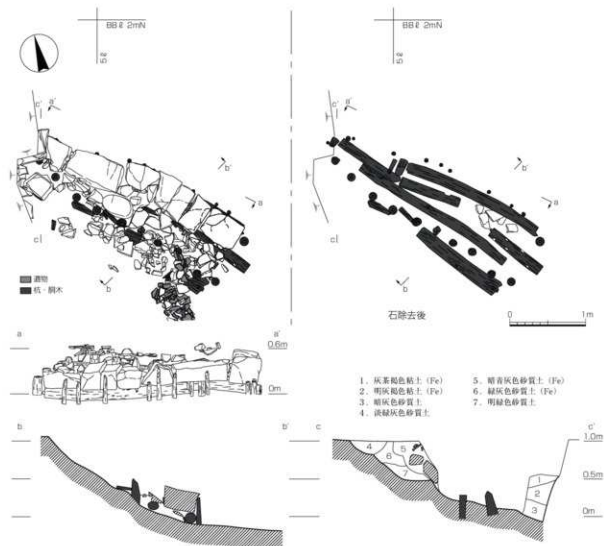 88ℓ 2mN
5ℓ
88ℓ 2mN
5ℓ
c'
a'
b'
a
c
b
遺物
杭・胴木
c'
a'
b'
a
c
b
石除去後
0 1m
a a'
0.6m
0m
1．灰茶褐色粘土（Fe）
2．明灰褐色粘土（Fe）
3．暗灰色砂質土
4．淡緑灰色砂質土
5．暗青灰色砂質土（Fe）
6．緑灰色砂質土（Fe）
7．明緑色砂質土
b b' c c'
4 5
6
7
1
2
3
1.0m
0.5m
0m